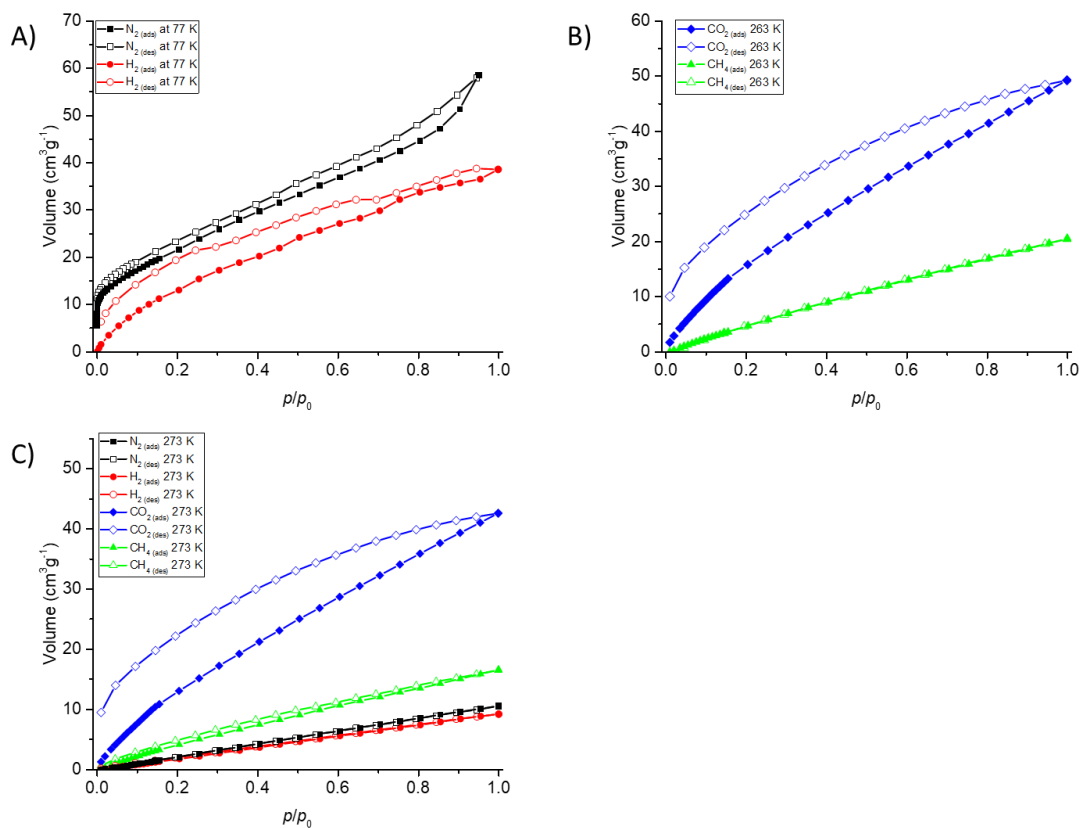 A)
N2 (ads) at 77 K
N2 (des) at 77 K
H2 (ads) at 77 K
H2 (des) at 77 K
Volume (cm3g-1)
70
60
50
40
30
20
10
0
0.0 0.2 0.4 0.6 0.8 1.0
p/p0
B)
CO2 (ads) 263 K
CO2 (des) 263 K
CH4 (ads) 263 K
CH4 (des) 263 K
Volume (cm3g-1)
60
50
40
30
20
10
0
0.0 0.2 0.4 0.6 0.8 1.0
p/p0
C)
N2 (ads) 273 K
N2 (des) 273 K
H2 (ads) 273 K
H2 (des) 273 K
CO2 (ads) 273 K
CO2 (des) 273 K
CH4 (ads) 273 K
CH4 (des) 273 K
Volume (cm3g-1)
50
40
30
20
10
0
0.0 0.2 0.4 0.6 0.8 1.0
p/p0